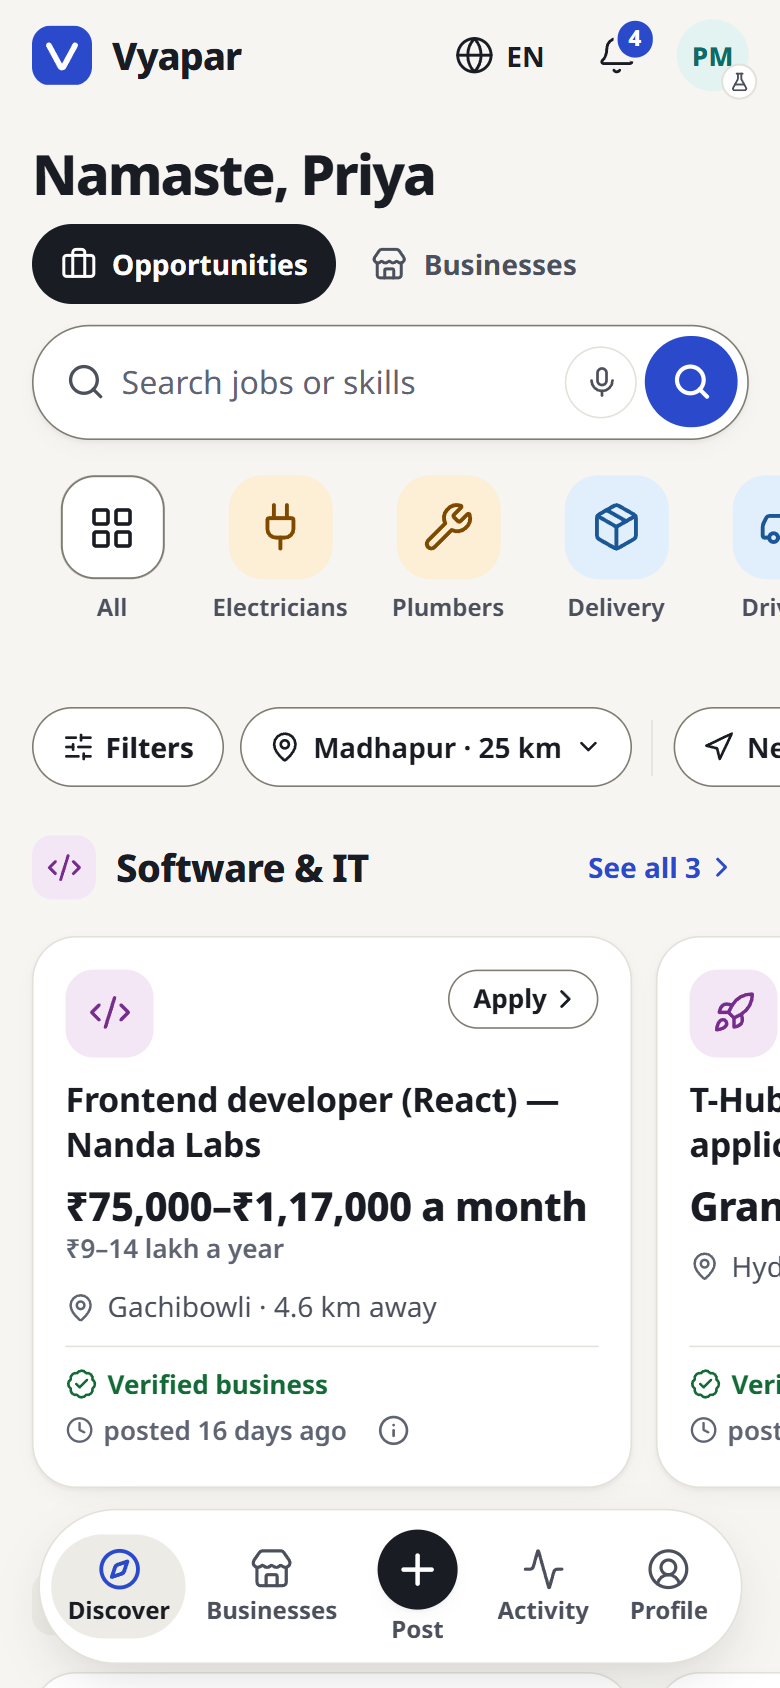 Vyapar
EN
4
PM
Namaste, Priya
Opportunities
Businesses
Search jobs or skills
All
Electricians
Plumbers
Delivery
Filters
Madhapur · 25 km
Software & IT
See all 3
Apply
Frontend developer (React) —
Nanda Labs
₹75,000–₹1,17,000 a month
₹9–14 lakh a year
Gachibowli · 4.6 km away
Verified business
posted 16 days ago
T-Hub
Discover
Businesses
Post
Activity
Profile